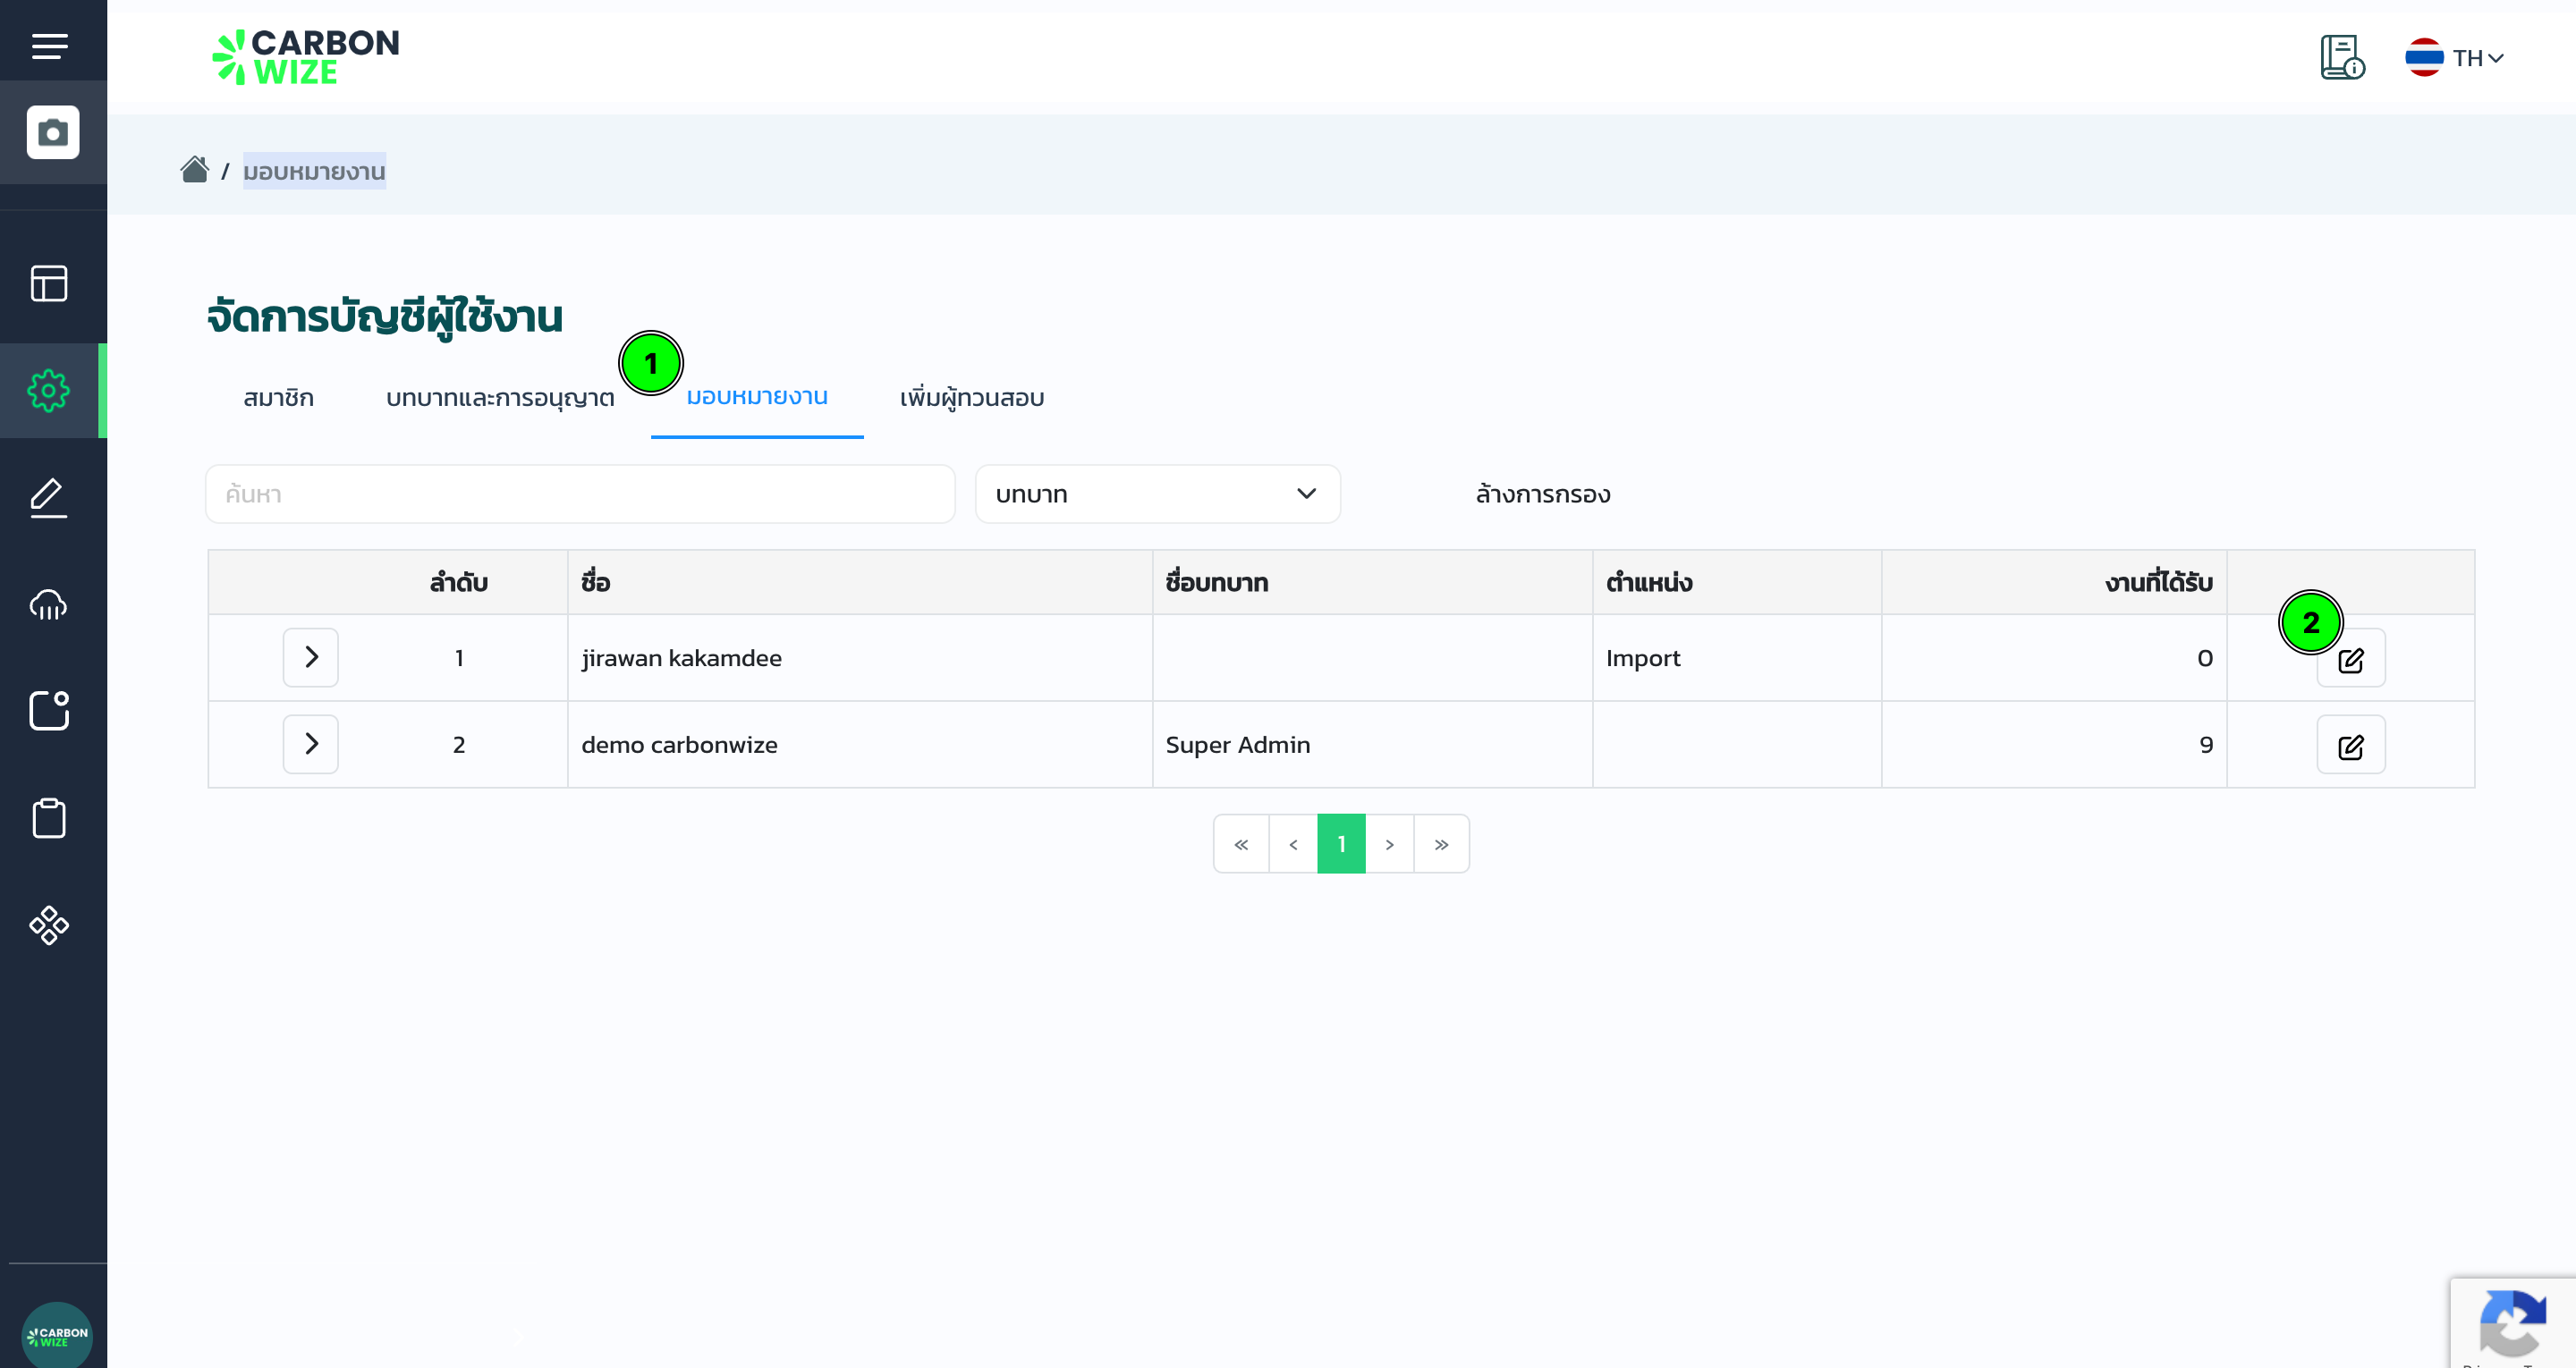 CARBON
WIZE
TH
/ มอบหมายงาน
จัดการบัญชีผู้ใช้งาน
1
สมาชิก บทบาทและการอนุญาต มอบหมายงาน เพิ่มผู้ทวนสอบ
ค้นหา บทบาท ล้างการกรอง
ลำดับ ชื่อ ชื่อบทบาท ตำแหน่ง งานที่ได้รับ
2
1 jirawan kakamdee Import 0
2 demo carbonwize Super Admin 9
« ‹ 1 › »
CARBON
WIZE